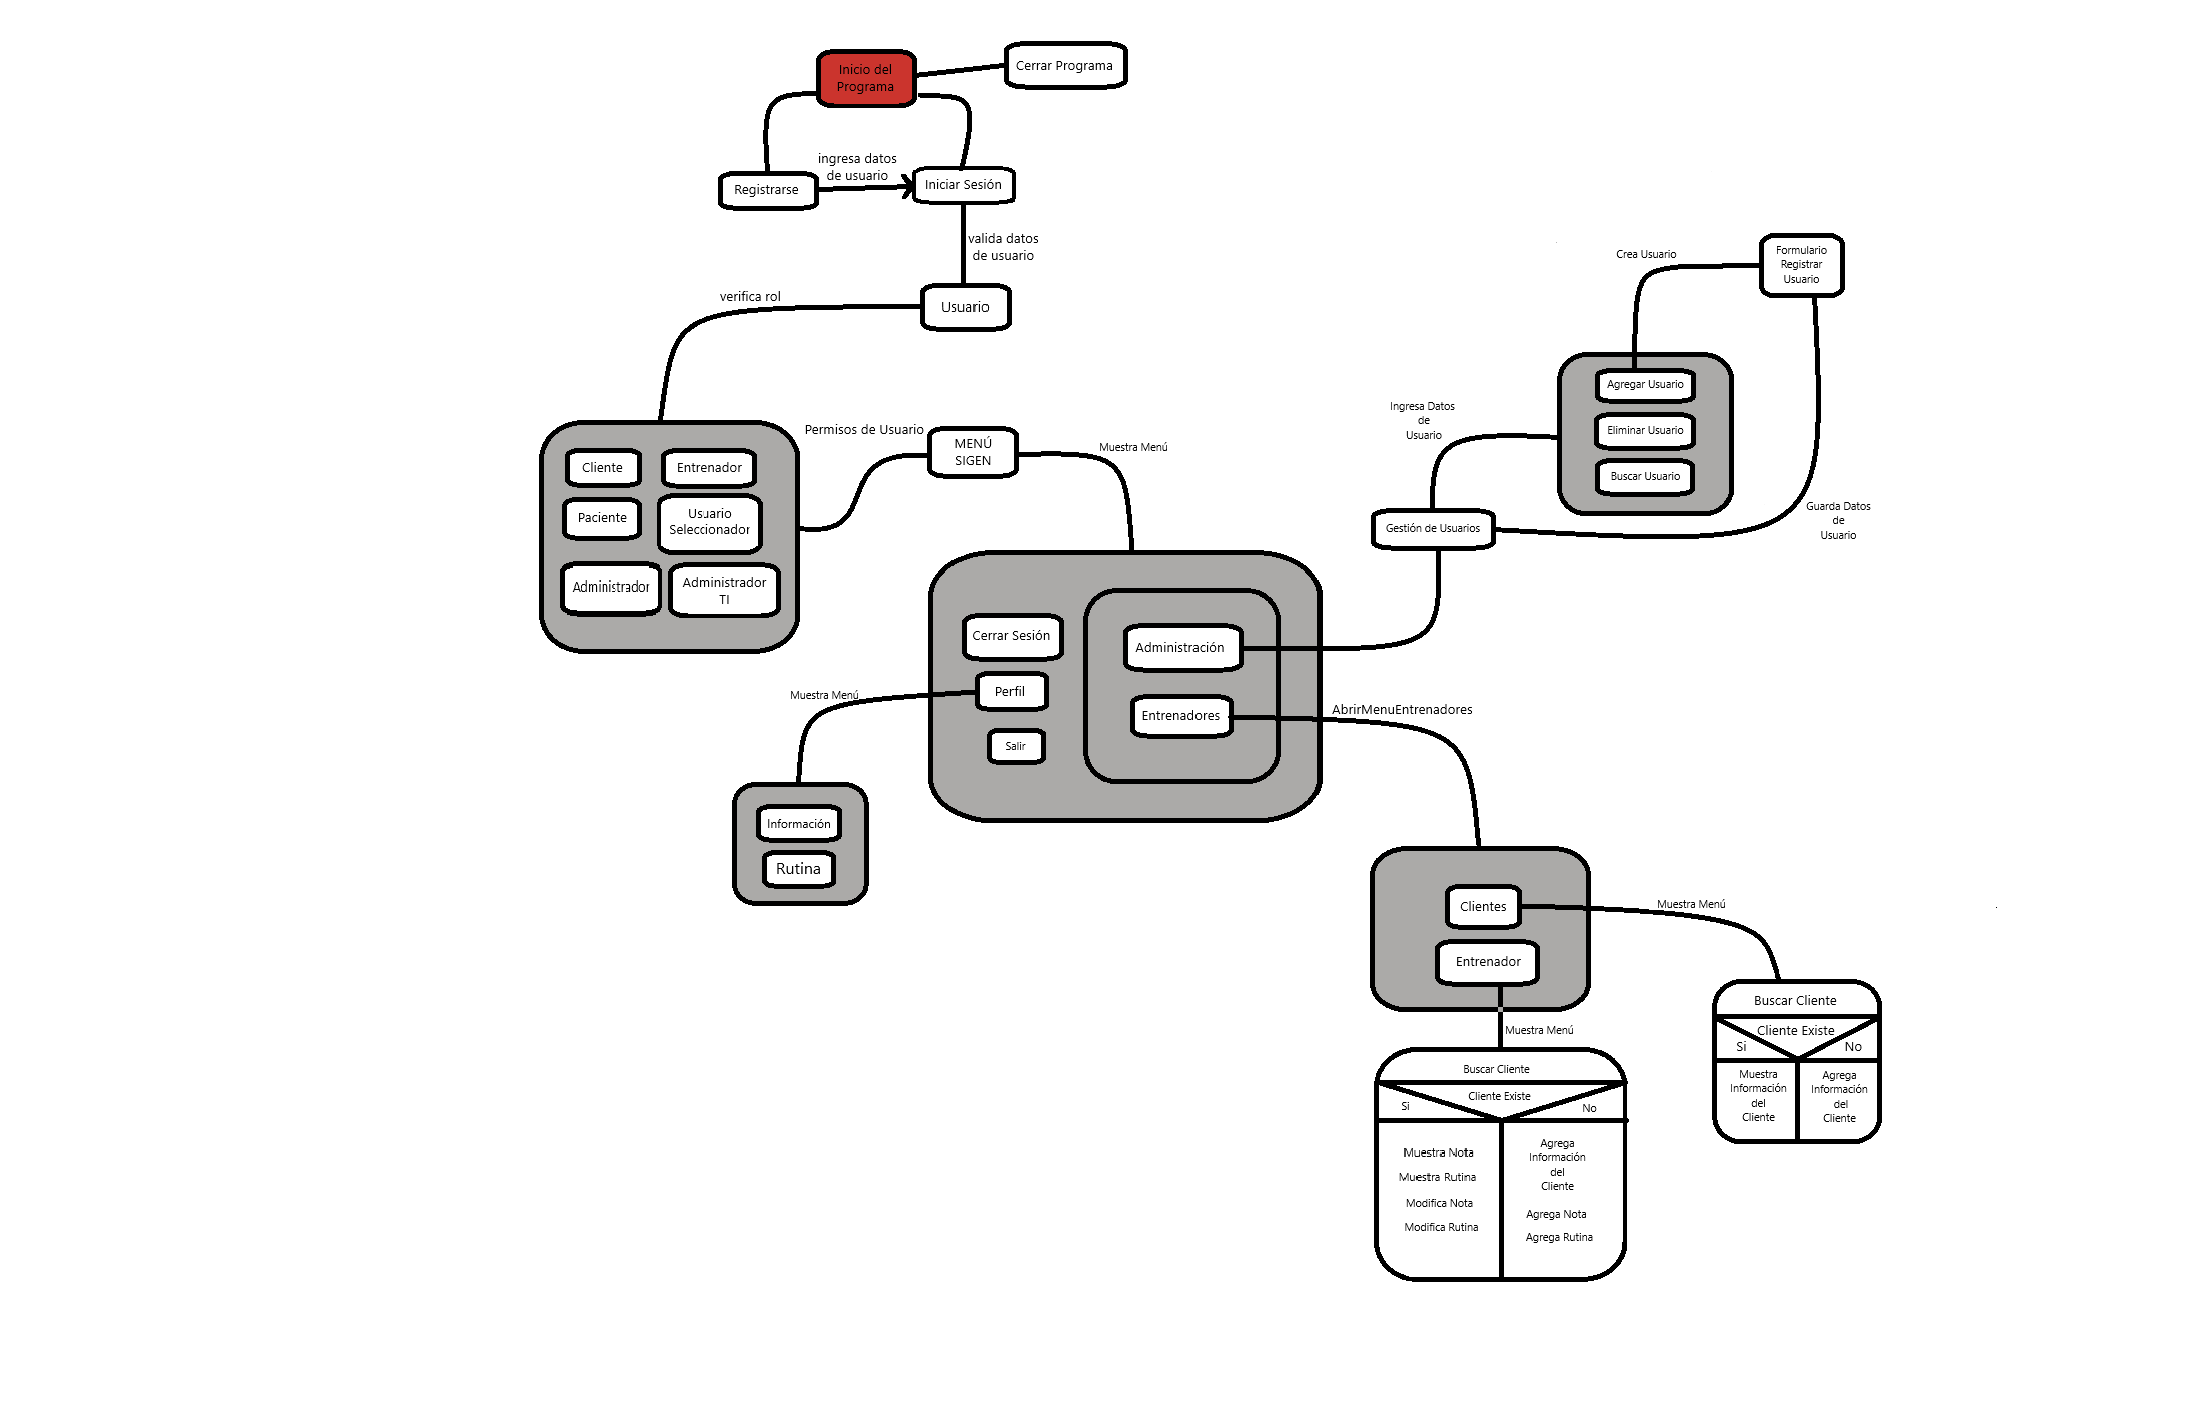 Inicio del
Programa
Cerrar Programa
ingresa datos
de usuario
Registrarse
Iniciar Sesión
valida datos
de usuario
verifica rol
Usuario
Cliente
Entrenador
Paciente
Usuario
Seleccionador
Administrador
Administrador
TI
Permisos de Usuario
MENÚ
SIGEN
Muestra Menú
Cerrar Sesión
Perfil
Salir
Administración
Entrenadores
Muestra Menú
Información
Rutina
Gestión de Usuarios
Ingresa Datos
de
Usuario
Agregar Usuario
Eliminar Usuario
Buscar Usuario
Crea Usuario
Formulario
Registrar
Usuario
Guarda Datos
de
Usuario
AbrirMenuEntrenadores
Clientes
Entrenador
Muestra Menú
Buscar Cliente
Cliente Existe
Si
No
Muestra
Información
del
Cliente
Agrega
Información
del
Cliente
Muestra Menú
Buscar Cliente
Cliente Existe
Si
No
Muestra Nota
Muestra Rutina
Modifica Nota
Modifica Rutina
Agrega
Información
del
Cliente
Agrega Nota
Agrega Rutina